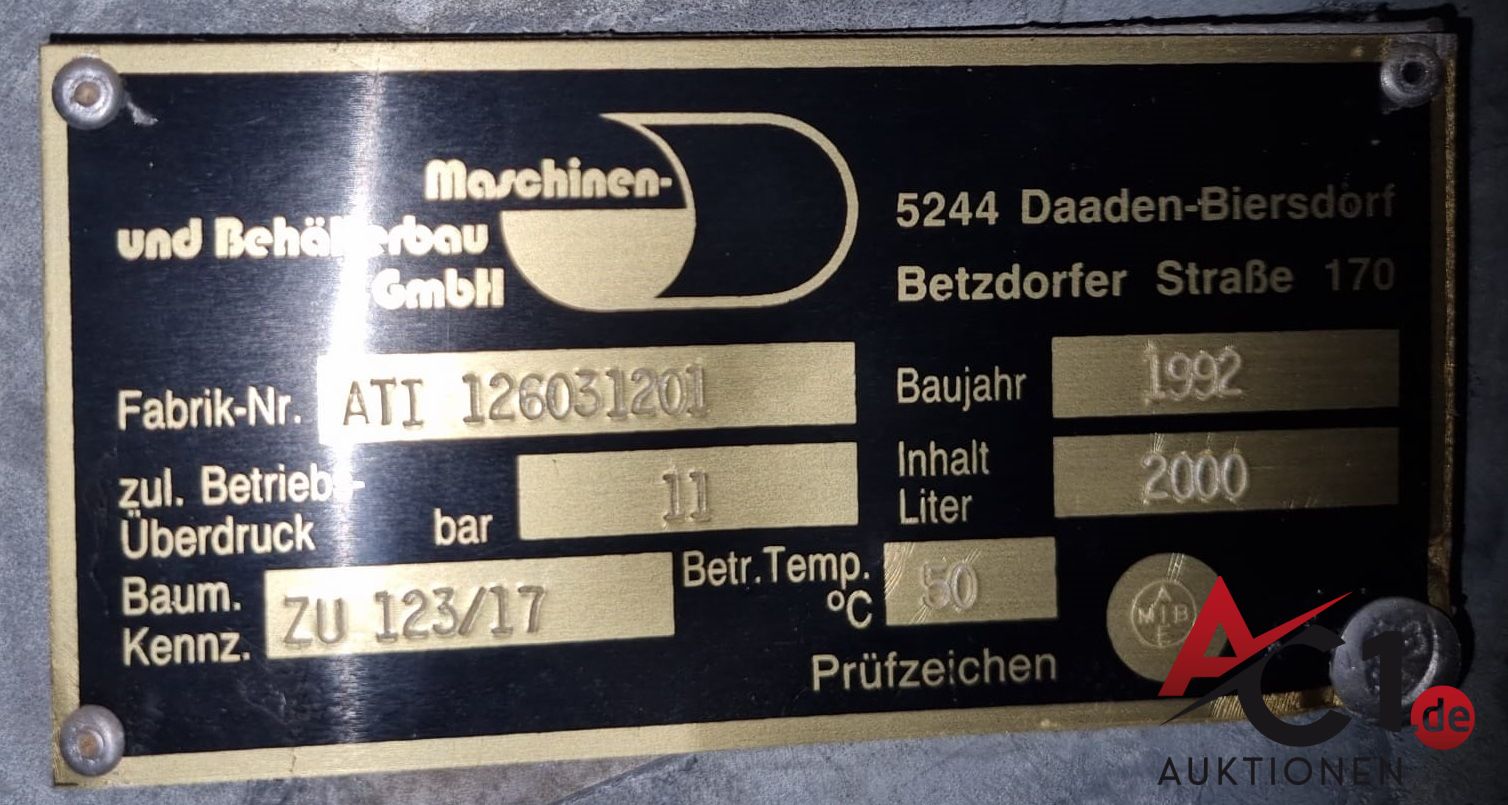 Maschinen-
und Behälterbau
GmbH
5244 Daaden-Biersdorf
Betzdorfer Straße 170
Fabrik-Nr. ATI 126031201
Baujahr 1992
zul. Betriebs-
Überdruck bar 11
Inhalt
Liter 2000
Baum.
Kennz. ZU 123/17
Betr.Temp.
°C 50
Prüfzeichen
A
MIB
E
AC1.de
AUKTIONEN